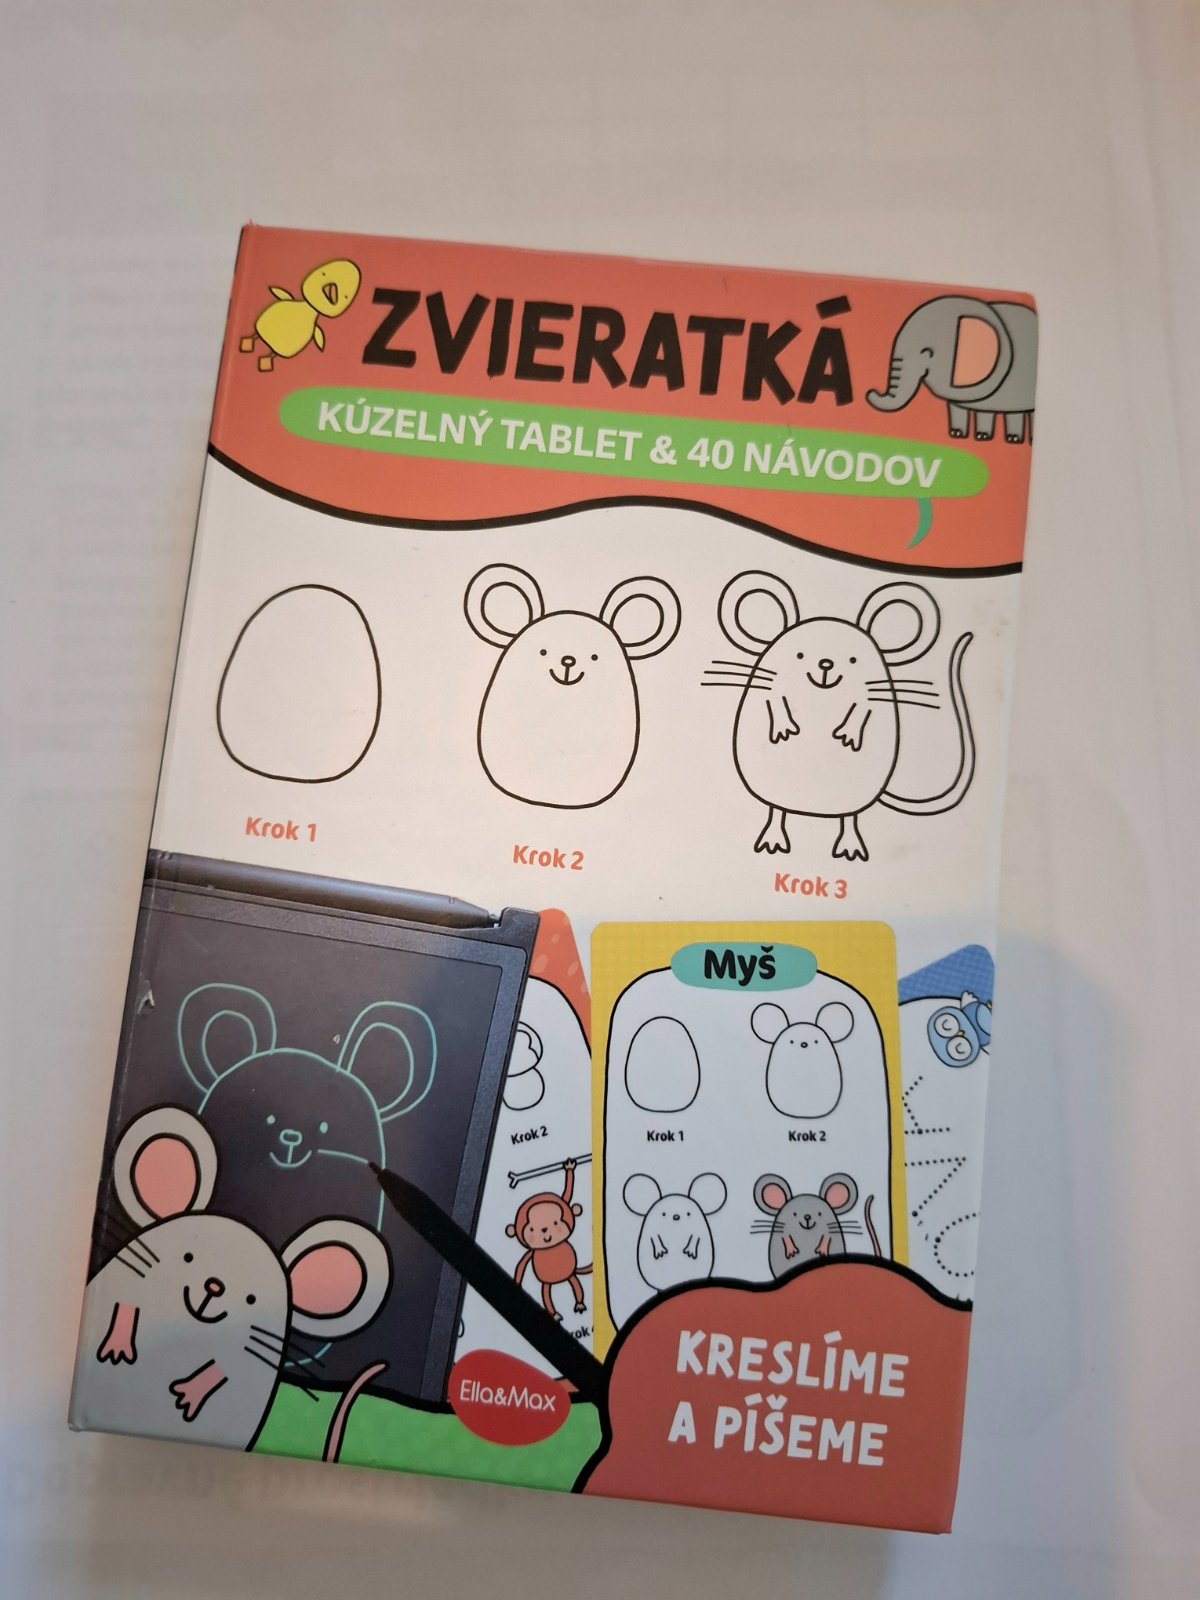 ZVIERATKÁ
KÚZELNÝ TABLET & 40 NÁVODOV
Krok 1
Krok 2
Krok 3
Myš
Krok 2
Krok 1
Krok 2
Ella&Max
KRESLÍME
A PÍŠEME